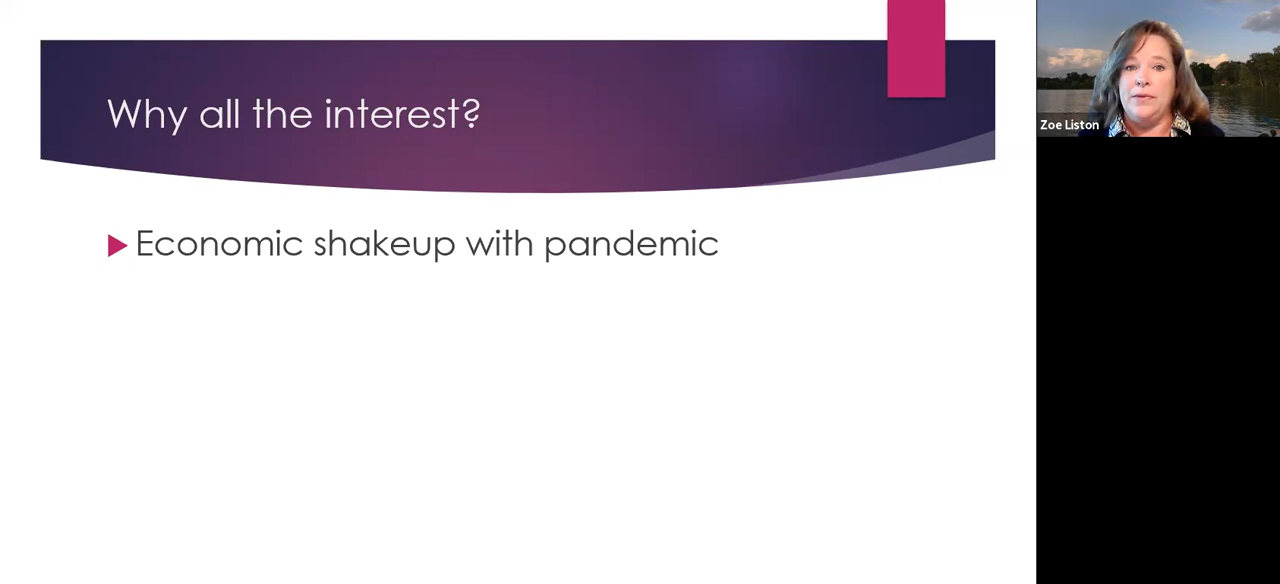 Why all the interest?
Economic shakeup with pandemic
Zoe Liston